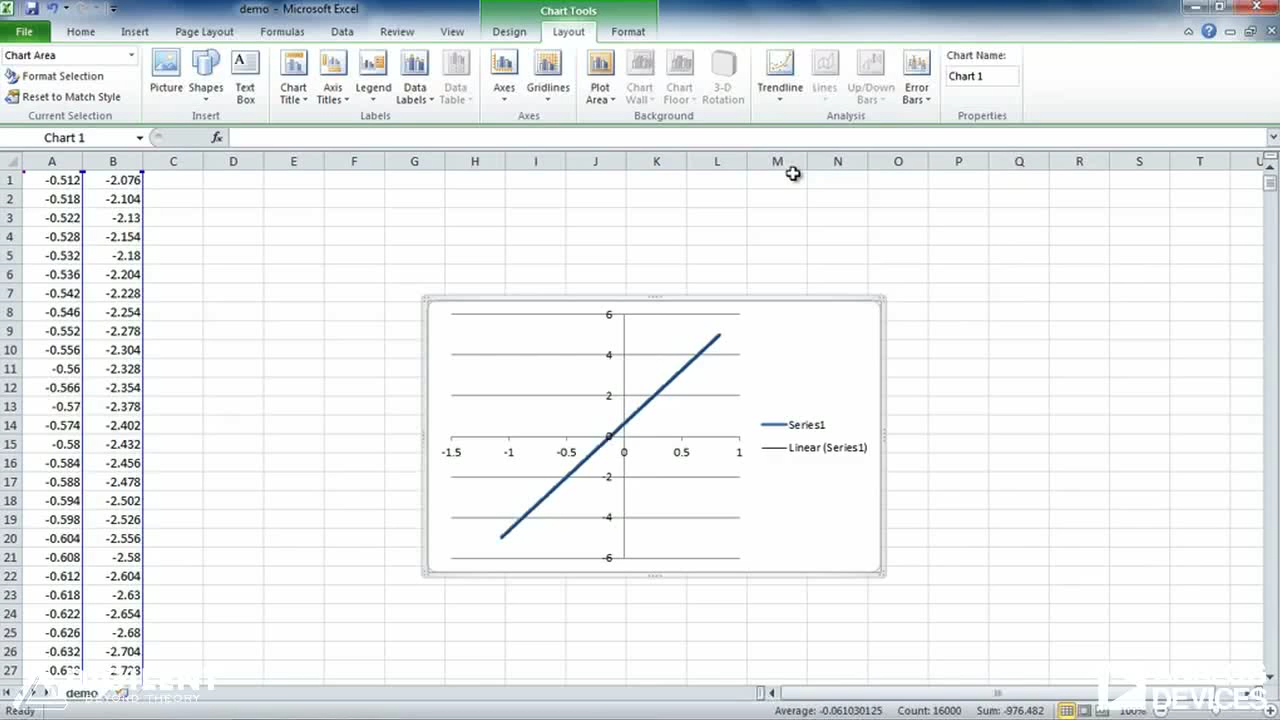 demo - Microsoft Excel
Chart Tools
File Home Insert Page Layout Formulas Data Review View Design Layout Format
Chart Area
Format Selection
Reset to Match Style
Current Selection
Picture Shapes Text Box
Insert
Chart Title Axis Titles Legend Data Labels Data Table
Labels
Axes Gridlines
Axes
Plot Area Chart Wall Chart Floor 3-D Rotation
Background
Trendline Lines Up/Down Bars Error Bars
Analysis
Chart Name:
Chart 1
Properties
Chart 1 fx
A B C D E F G H I J K L M N O P Q R S T U
1 -0.512 -2.076
2 -0.518 -2.104
3 -0.522 -2.13
4 -0.528 -2.154
5 -0.532 -2.18
6 -0.536 -2.204
7 -0.542 -2.228
8 -0.546 -2.254
9 -0.552 -2.278
10 -0.556 -2.304
11 -0.56 -2.328
12 -0.566 -2.354
13 -0.57 -2.378
14 -0.574 -2.402
15 -0.58 -2.432
16 -0.584 -2.456
17 -0.588 -2.478
18 -0.594 -2.502
19 -0.598 -2.526
20 -0.604 -2.556
21 -0.608 -2.58
22 -0.612 -2.604
23 -0.618 -2.63
24 -0.622 -2.654
25 -0.626 -2.68
26 -0.632 -2.704
27
6
4
2
0
-2
-4
-6
-1.5 -1 -0.5 0 0.5 1
Series1
Linear (Series1)
demo
BEYOND THEORY
DEVICES
Ready
Average: -0.061030125 Count: 16000 Sum: -976.482 100%